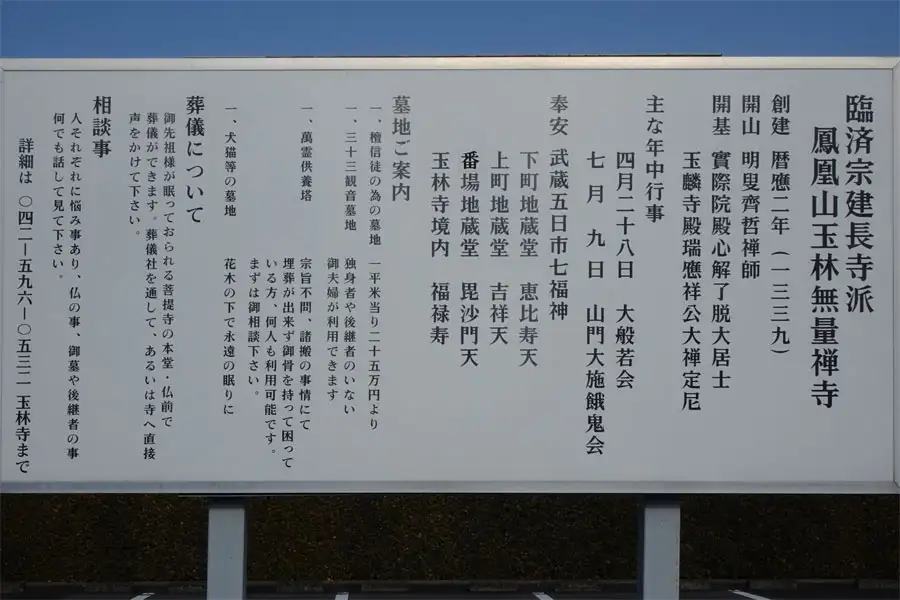 臨済宗建長寺派
鳳凰山玉林無量禅寺
創建 暦應二年（一三三九）
開山 明叟齊哲禅師
開基 實際院殿心解了脱大居士
玉麟寺殿瑞應祥公大禅定尼
主な年中行事
四月二十八日 大般若会
七月 九日 山門大施餓鬼会
奉安 武蔵五日市七福神
下町地蔵堂 恵比寿天
上町地蔵堂 吉祥天
番場地蔵堂 毘沙門天
玉林寺境内 福禄寿
墓地ご案内
一、檀信徒の為の墓地 一平米当り二十五万円より
一、三十三観音墓地 独身者や後継者のいない
御夫婦が利用できます
一、萬霊供養塔 宗旨不問、諸搬の事情にて
埋葬が出来ず御骨を持って困って
いる方、何人も利用可能です。
まずは御相談下さい。
一、犬猫等の墓地 花木の下で永遠の眠りに
葬儀について
御先祖様が眠っておられる菩提寺の本堂・仏前で
葬儀ができます。葬儀社を通して、あるいは寺へ直接
声をかけて下さい。
相談事
人それぞれに悩み事あり、仏の事、御墓や後継者の事
何でも話して見て下さい。
詳細は 〇四二ー五九六ー〇五三二 玉林寺まで